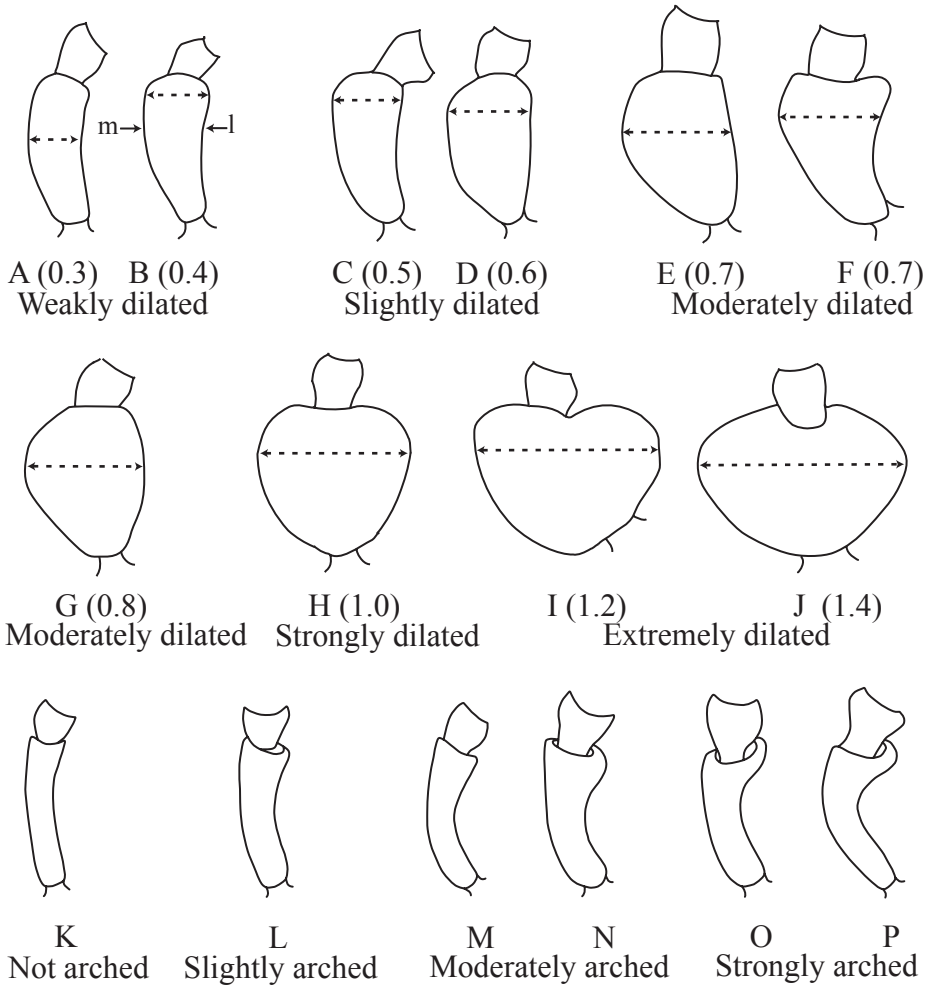 m l
A (0.3) B (0.4) C (0.5) D (0.6) E (0.7) F (0.7)
Weakly dilated Slightly dilated Moderately dilated
G (0.8) H (1.0) I (1.2) J (1.4)
Moderately dilated Strongly dilated Extremely dilated
K L M N O P
Not arched Slightly arched Moderately arched Strongly arched